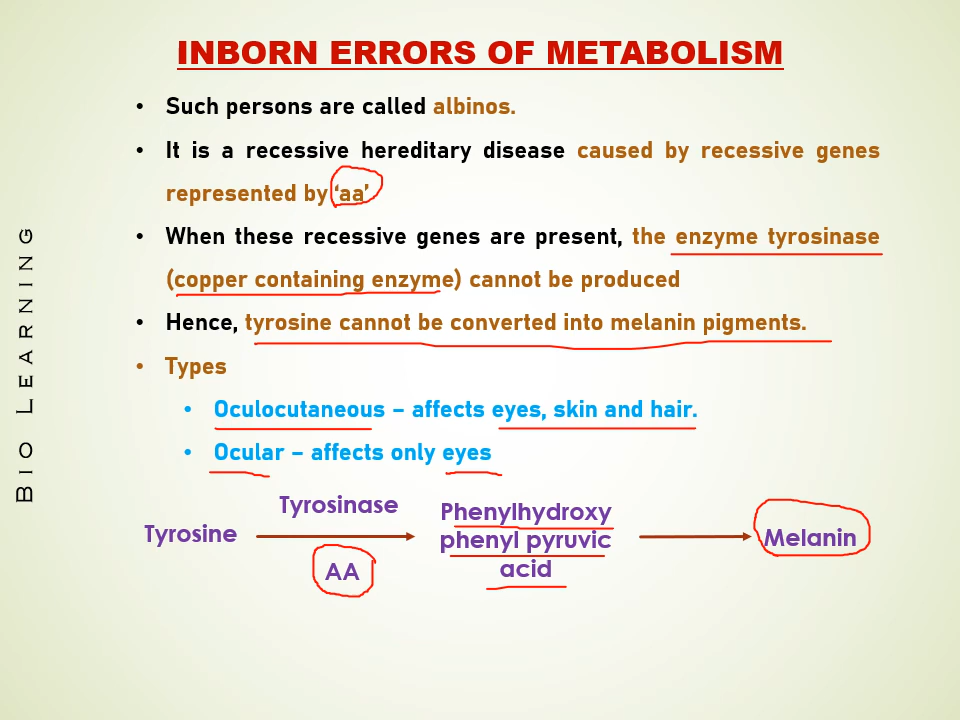 INBORN ERRORS OF METABOLISM
• Such persons are called albinos.
• It is a recessive hereditary disease caused by recessive genes
represented by ‘aa’
• When these recessive genes are present, the enzyme tyrosinase
(copper containing enzyme) cannot be produced
• Hence, tyrosine cannot be converted into melanin pigments.
• Types
• Oculocutaneous – affects eyes, skin and hair.
• Ocular – affects only eyes
Tyrosine
Tyrosinase
AA
Phenylhydroxy
phenyl pyruvic
acid
Melanin
BIO LEARNING